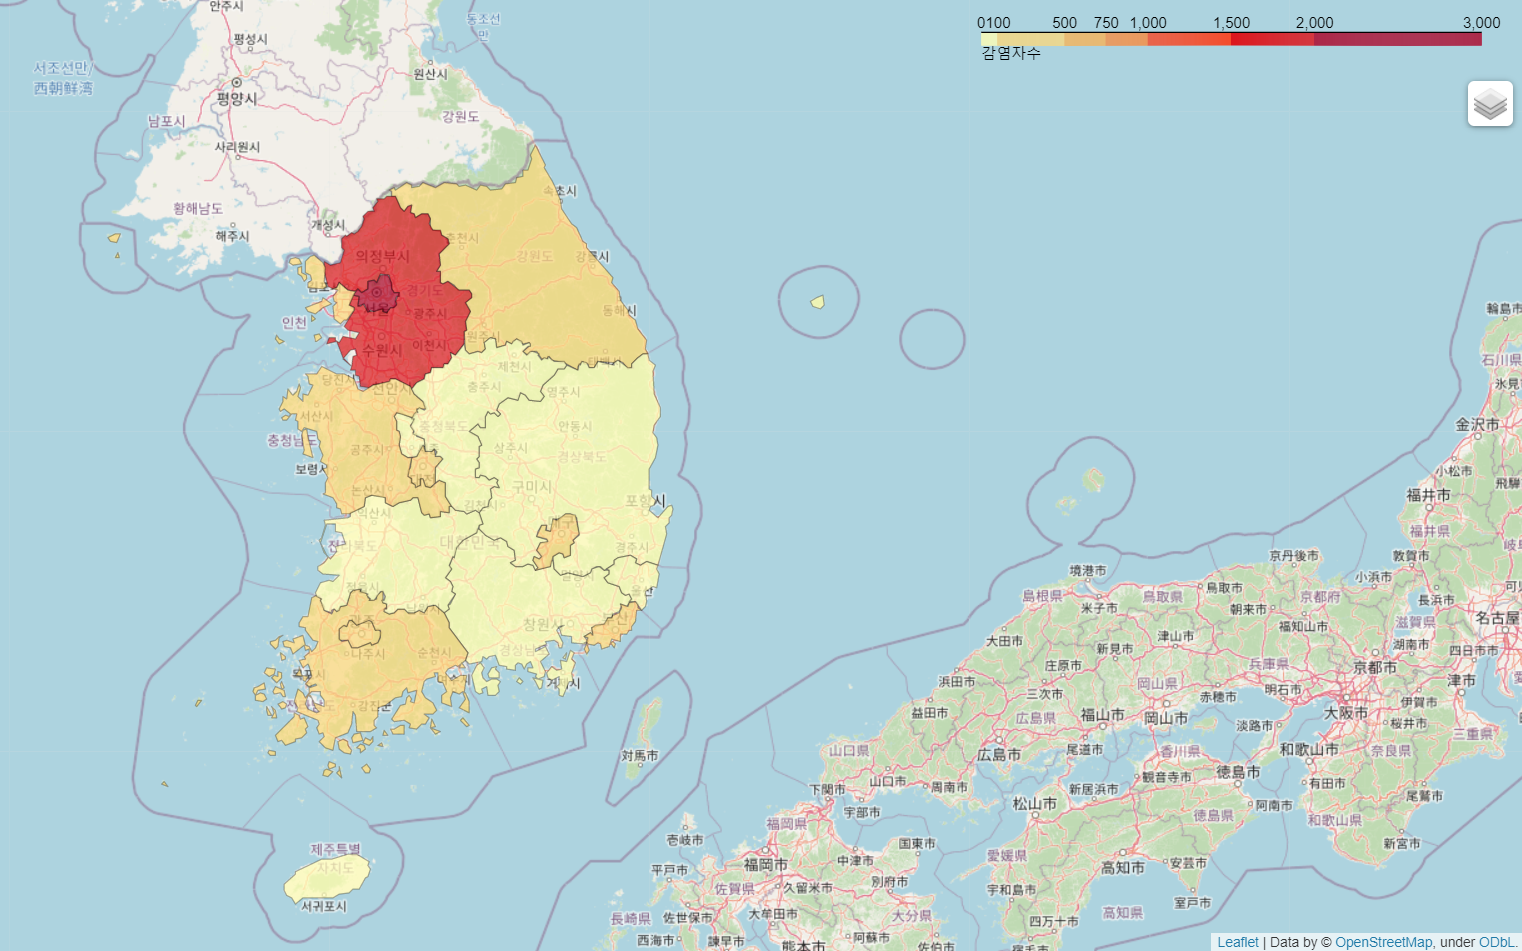 0 100 500 750 1,000 1,500 2,000 3,000
감염자수
안주시
동조선
만
평성시
서조선만/
西朝鮮湾
원산시
평양시
남포시
강원도
사리원시
속초시
황해남도
개성시
해주시
춘천시
의정부시
강원도
강릉시
경기도
인천
서울
광주시
동해시
수원시
이천시
원주시
태백시
당진시
천안시
제천시
충주시
영주시
서산시
충청북도
안동시
충청남도
공주시
상주시
경상북도
보령시
논산시
구미시
김천시
포항시
익산시
대구
전라북도
대한민국
경주시
정읍시
밀양시
울산
창원시
부산
나주시
순천시
경상남도
거제시
강진군
対馬市
제주특별
자치도
서귀포시
輪島市
石川県
氷見
金沢市
小松市
飛騨
福井市
福井県
京丹後市
敦賀市
境港市
小浜市
島根県
米子市
鳥取県
鳥取市
京都府
長浜市
朝来市
滋賀県
名古屋
大田市
津山市
福知山市
湖南市
四日市市
新見市
庄原市
兵庫県
京都市
浜田市
三次市
岡山県
赤穂市
明石市
津市
益田市
広島県
福山市
岡山市
淡路市
大阪市
伊賀市
桜井市
三重県
山口県
広島市
尾道市
香川県
和歌山市
奈良県
山口市
周南市
観音寺市
徳島市
有田市
下関市
新居浜市
尾鷲市
宇部市
松山市
阿南市
福岡県
徳島県
和歌山県
壱岐市
国東市
新宮市
平戸市
福岡市
中津市
愛媛県
高知市
安芸市
佐賀県
久留米市
別府市
宇和島市
室戸市
長崎県
佐世保市
大牟田市
大分県
四万十市
高知県
西海市
諫早市
熊本市
阿蘇市
佐伯市
宿毛市
Leaflet | Data by © OpenStreetMap, under ODbL.